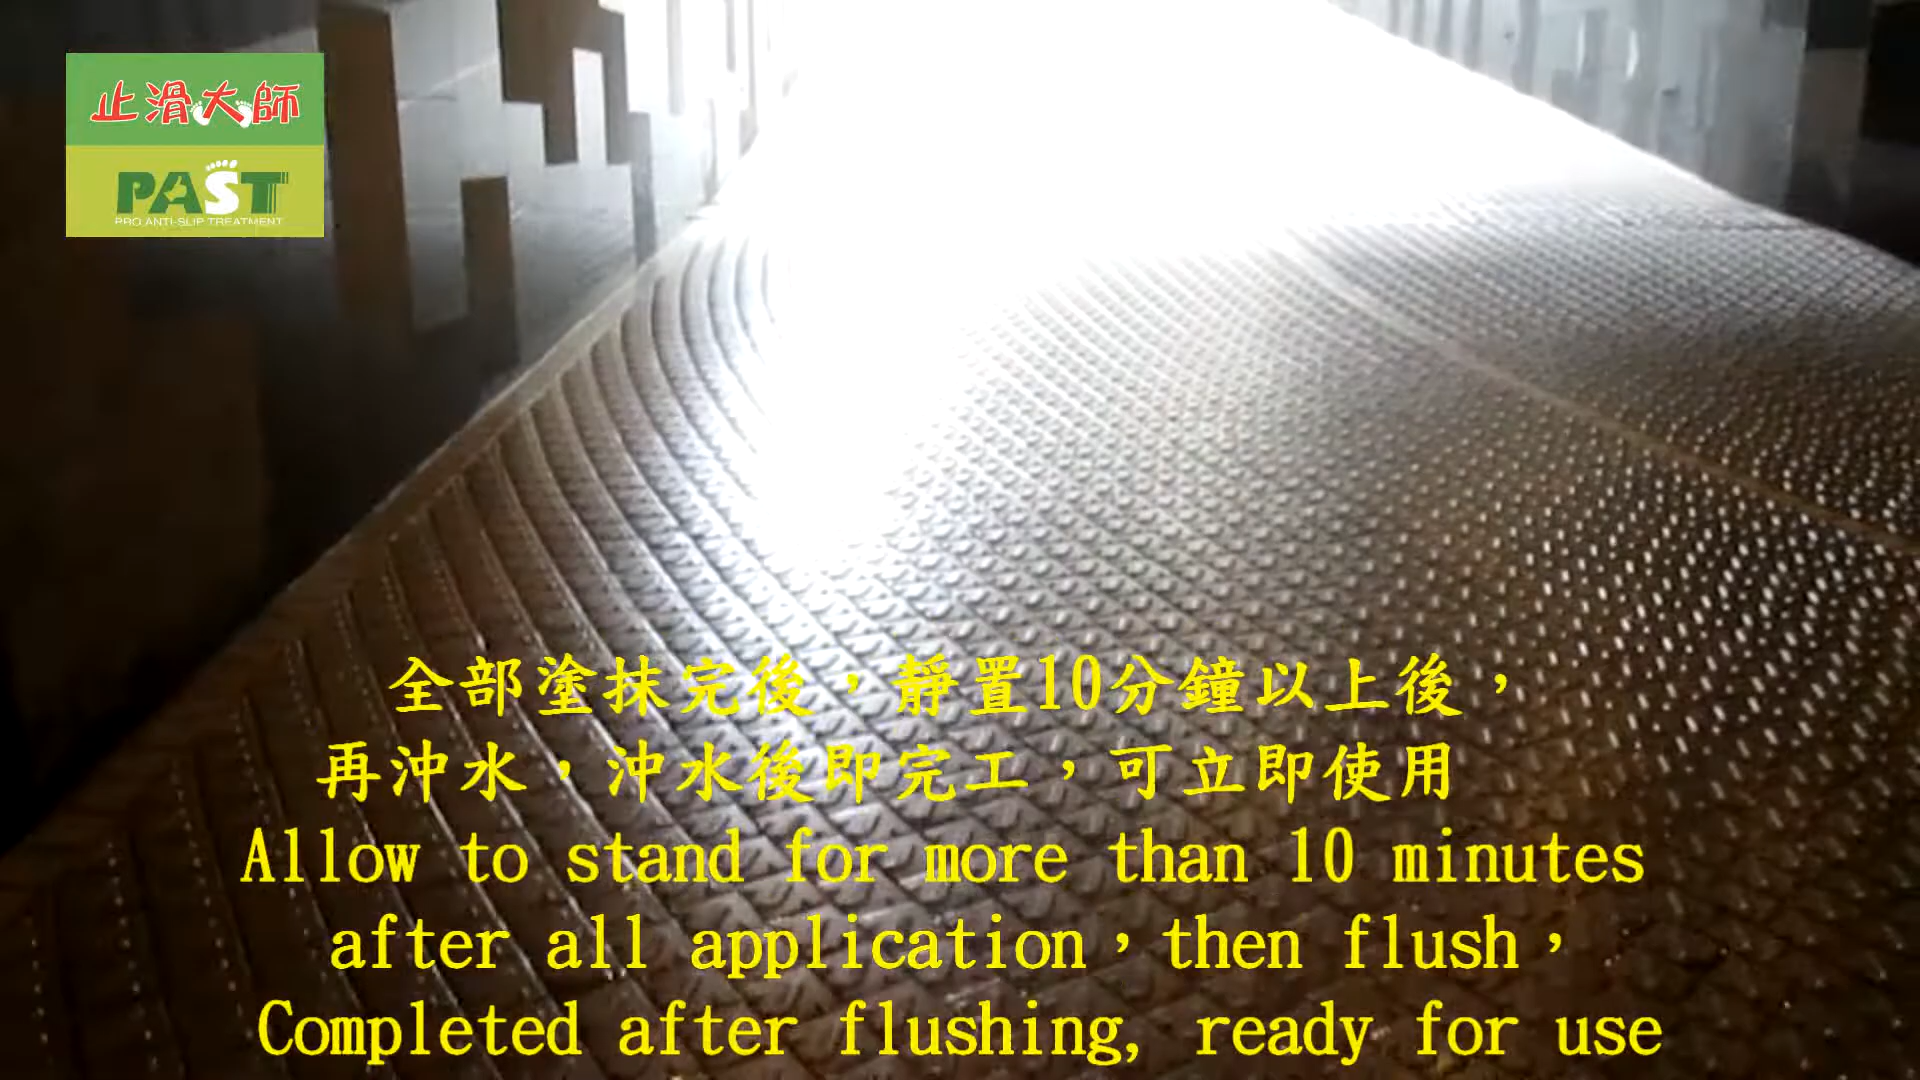 止滑大師
PAST
PRO ANTI-SLIP TREATMENT
全部塗抹完後，靜置10分鐘以上後，
再沖水，沖水後即完工，可立即使用
Allow to stand for more than 10 minutes
after all application，then flush，
Completed after flushing, ready for use